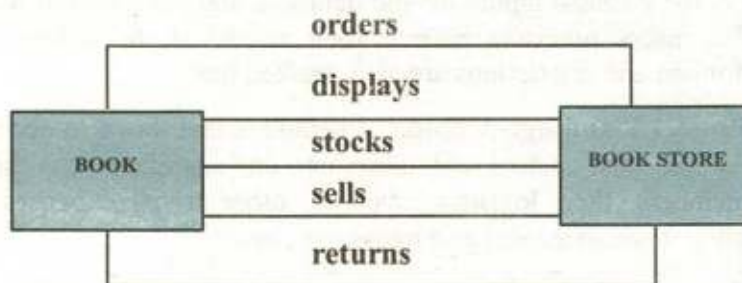 orders
displays
BOOK
stocks
BOOK STORE
sells
returns